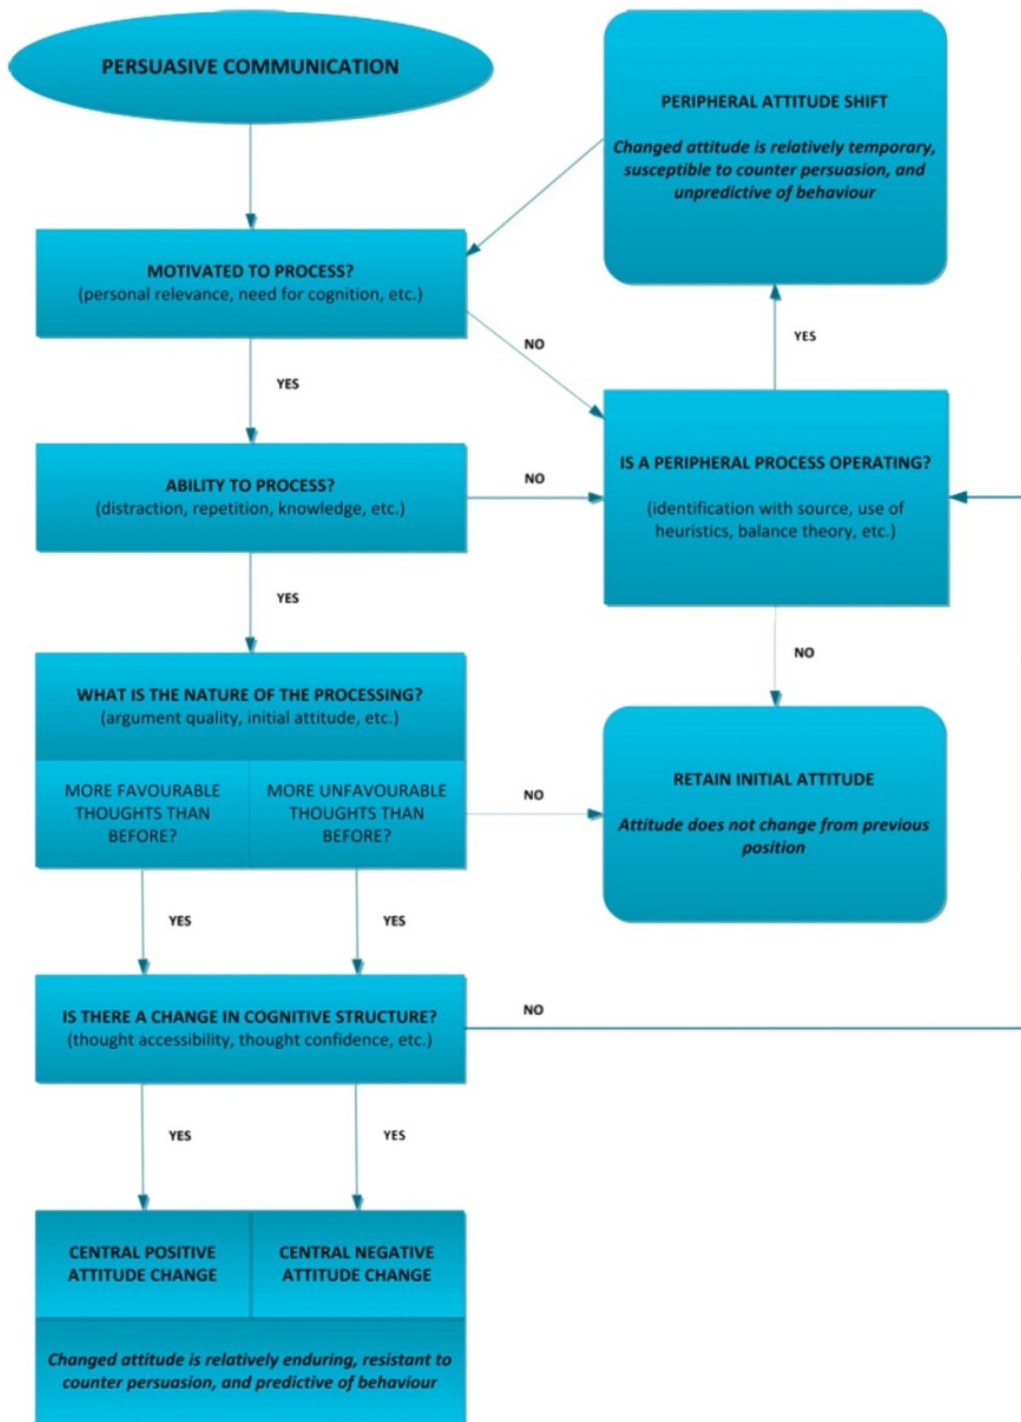 PERSUASIVE COMMUNICATION
PERIPHERAL ATTITUDE SHIFT
Changed attitude is relatively temporary,
susceptible to counter persuasion, and
unpredictive of behaviour
MOTIVATED TO PROCESS?
(personal relevance, need for cognition, etc.)
NO
YES
YES
ABILITY TO PROCESS?
(distraction, repetition, knowledge, etc.)
NO
IS A PERIPHERAL PROCESS OPERATING?
(identification with source, use of
heuristics, balance theory, etc.)
YES
NO
WHAT IS THE NATURE OF THE PROCESSING?
(argument quality, initial attitude, etc.)
MORE FAVOURABLE
THOUGHTS THAN
BEFORE?
MORE UNFAVOURABLE
THOUGHTS THAN
BEFORE?
NO
RETAIN INITIAL ATTITUDE
Attitude does not change from previous
position
YES
YES
IS THERE A CHANGE IN COGNITIVE STRUCTURE?
(thought accessibility, thought confidence, etc.)
NO
YES
YES
CENTRAL POSITIVE
ATTITUDE CHANGE
CENTRAL NEGATIVE
ATTITUDE CHANGE
Changed attitude is relatively enduring, resistant to
counter persuasion, and predictive of behaviour